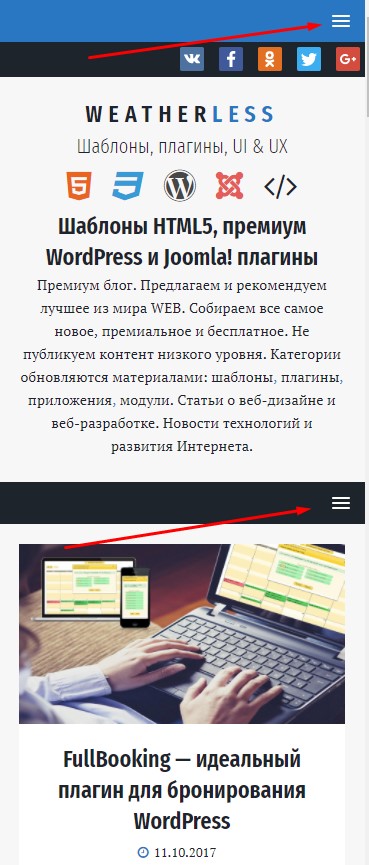 WEATHERLESS
Шаблоны, плагины, UI & UX
Шаблоны HTML5, премиум
WordPress и Joomla! плагины
Премиум блог. Предлагаем и рекомендуем
лучшее из мира WEB. Собираем все самое
новое, премиальное и бесплатное. Не
публикуем контент низкого уровня. Категории
обновляются материалами: шаблоны, плагины,
приложения, модули. Статьи о веб-дизайне и
веб-разработке. Новости технологий и
развития Интернета.
FullBooking — идеальный
плагин для бронирования
WordPress
11.10.2017